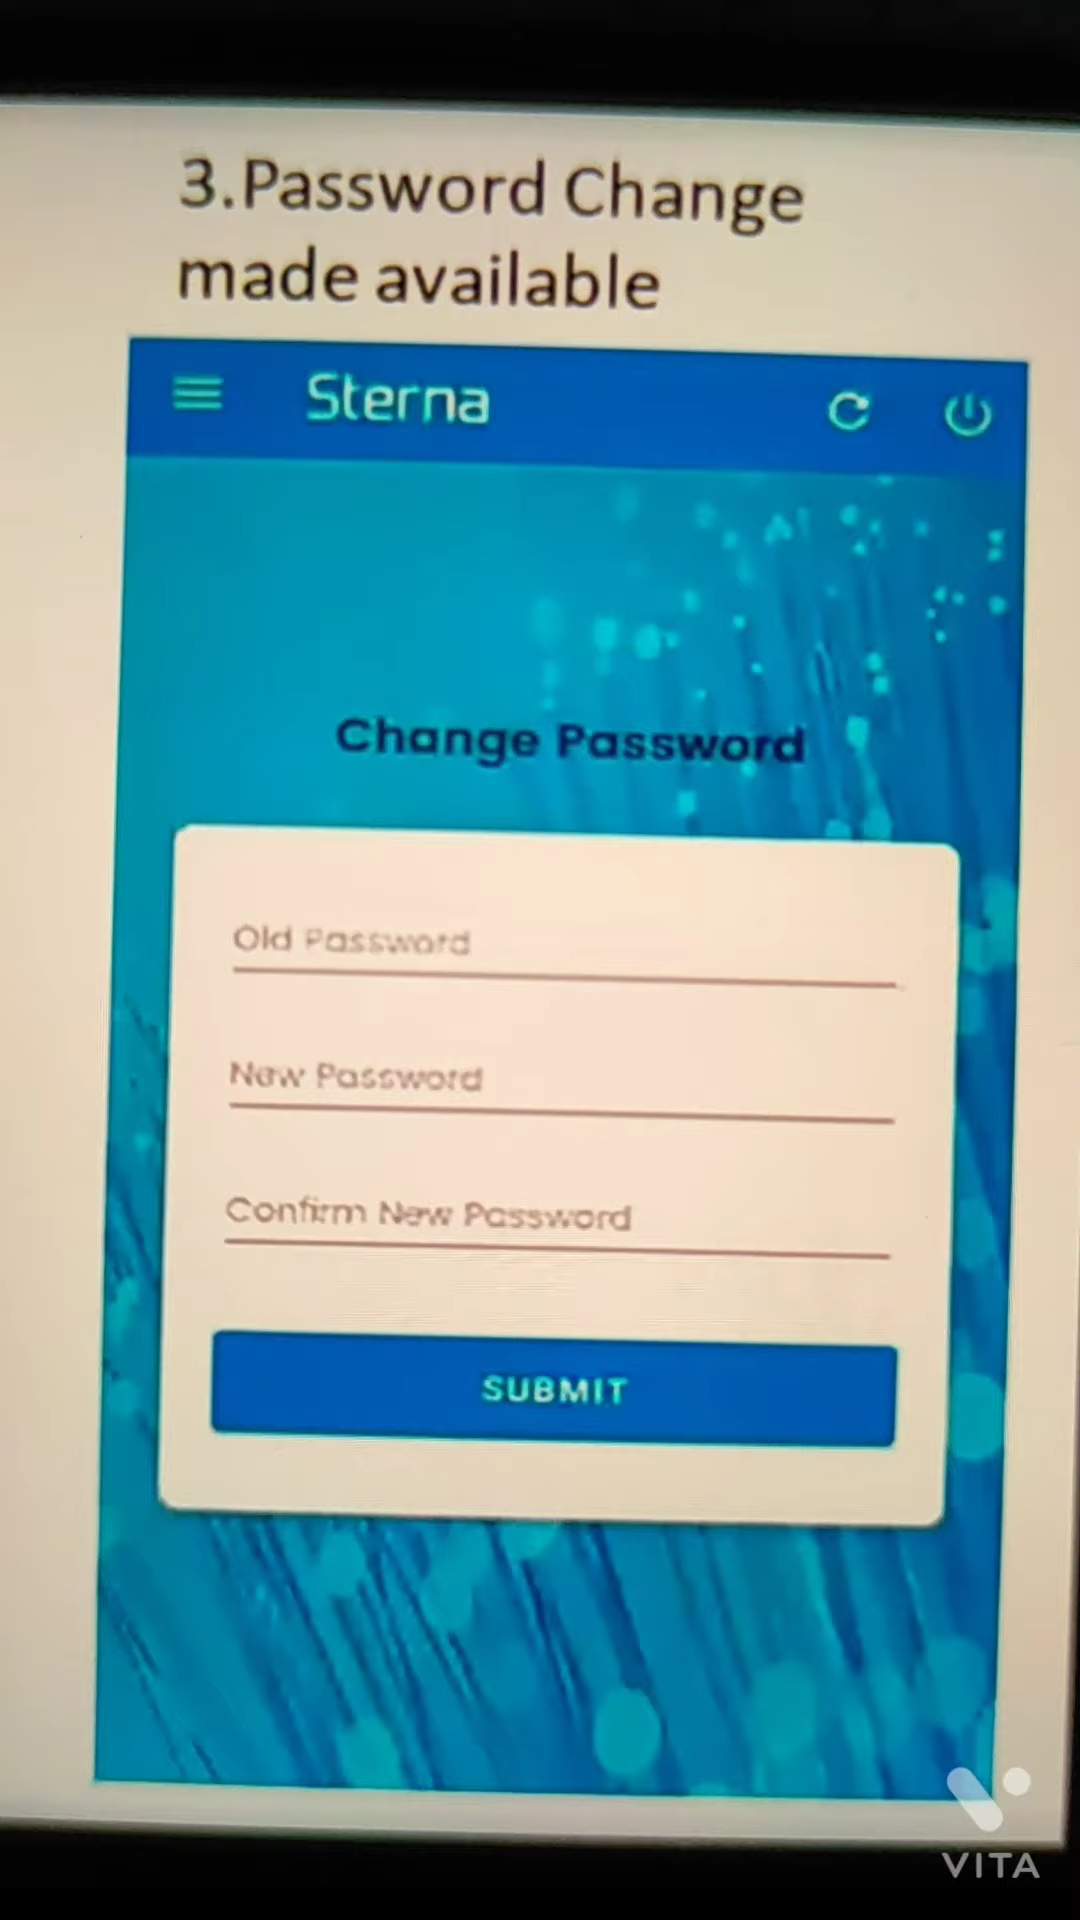 3.Password Change
made available
Sterna
Change Password
Old Password
New Password
Confirm New Password
SUBMIT
VITA